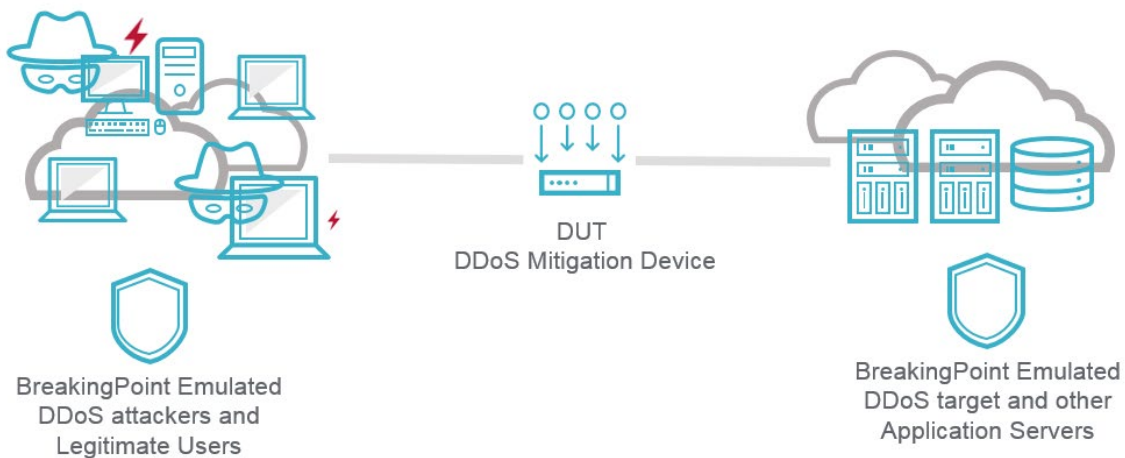 DUT
DDoS Mitigation Device
BreakingPoint Emulated
DDoS attackers and
Legitimate Users
BreakingPoint Emulated
DDoS target and other
Application Servers